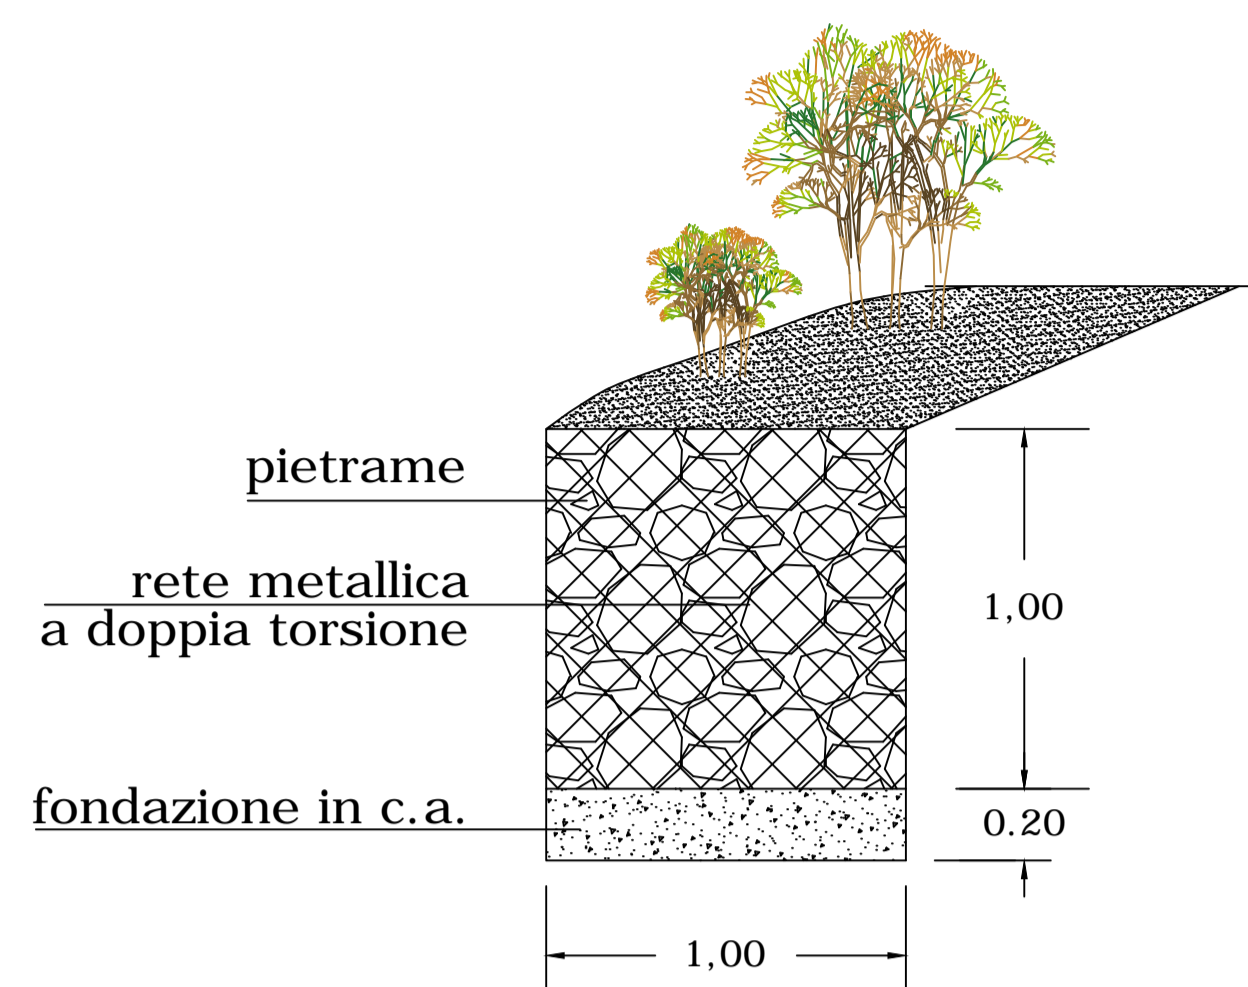 pietrame
rete metallica
a doppia torsione
1,00
fondazione in c.a.
0.20
1,00